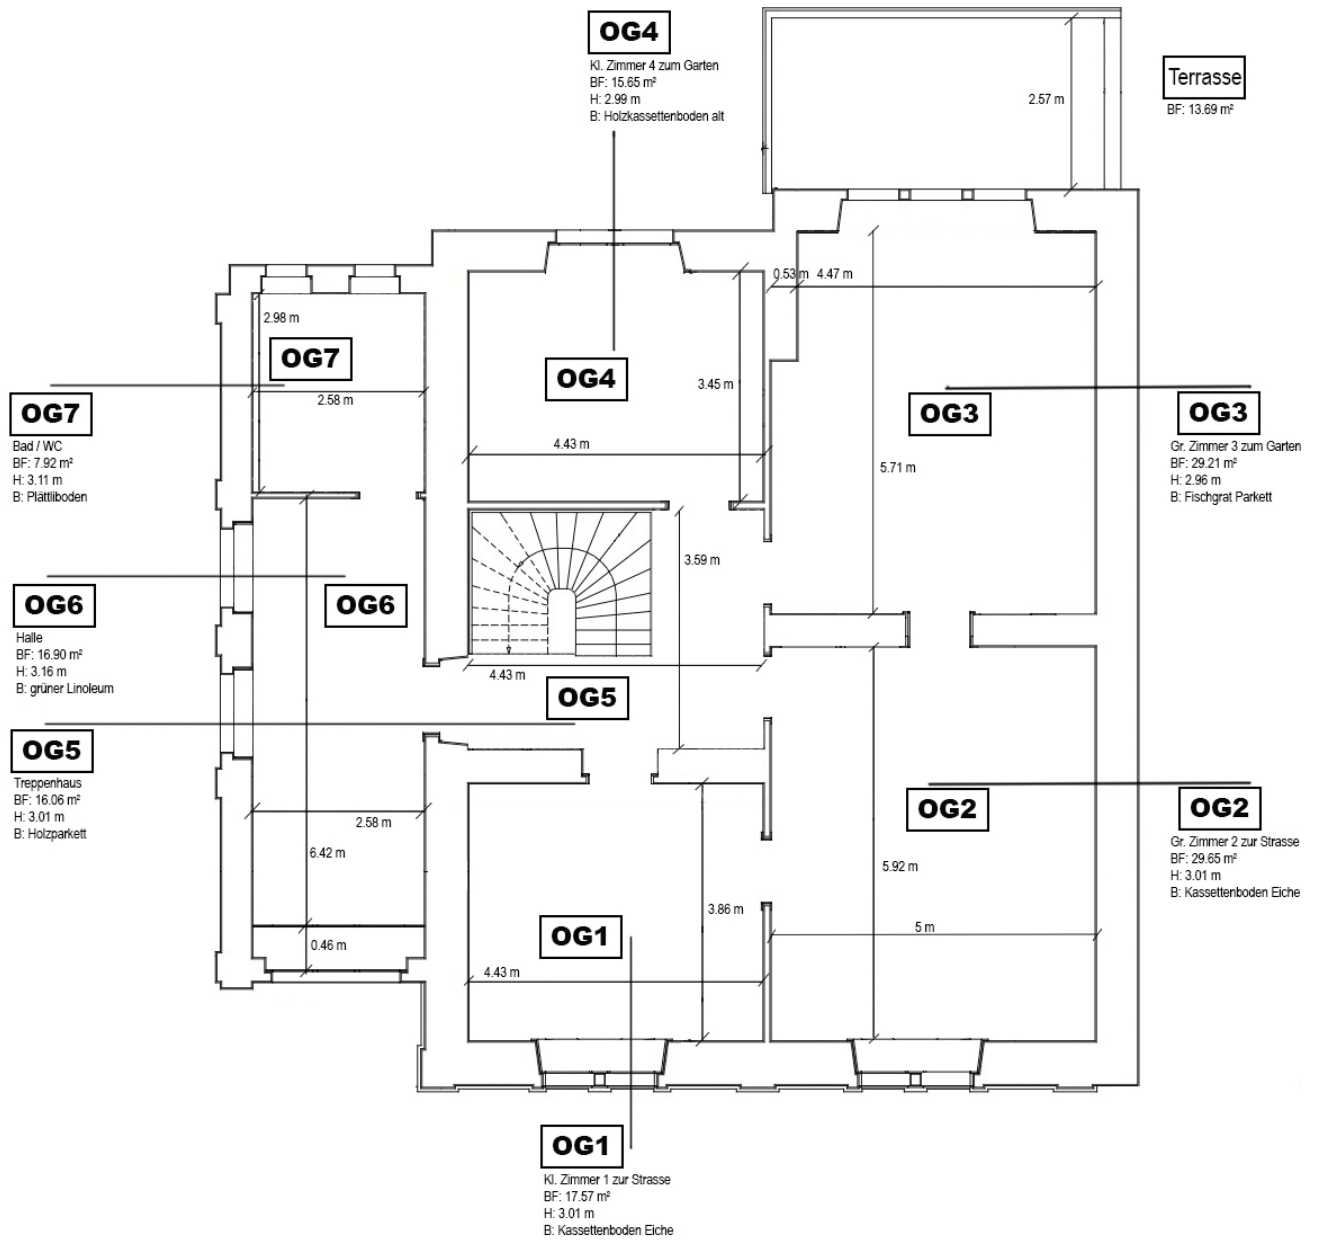 OG4
Kl. Zimmer 4 zum Garten
BF: 15.65 m²
H: 2.99 m
B: Holzkassettenboden alt
Terrasse
BF: 13.69 m²
2.57 m
0.53 m 4.47 m
2.98 m
OG7
2.58 m
OG4
3.45 m
4.43 m
OG3
5.71 m
OG7
Bad / WC
BF: 7.92 m²
H: 3.11 m
B: Plättliboden
OG3
Gr. Zimmer 3 zum Garten
BF: 29.21 m²
H: 2.96 m
B: Fischgrat Parkett
3.59 m
OG6
OG6
Halle
BF: 16.90 m²
H: 3.16 m
B: grüner Linoleum
4.43 m
OG5
OG5
Treppenhaus
BF: 16.06 m²
H: 3.01 m
B: Holzparkett
2.58 m
6.42 m
0.46 m
OG2
5.92 m
5 m
OG2
Gr. Zimmer 2 zur Strasse
BF: 29.65 m²
H: 3.01 m
B: Kassettenboden Eiche
3.86 m
OG1
4.43 m
OG1
Kl. Zimmer 1 zur Strasse
BF: 17.57 m²
H: 3.01 m
B: Kassettenboden Eiche